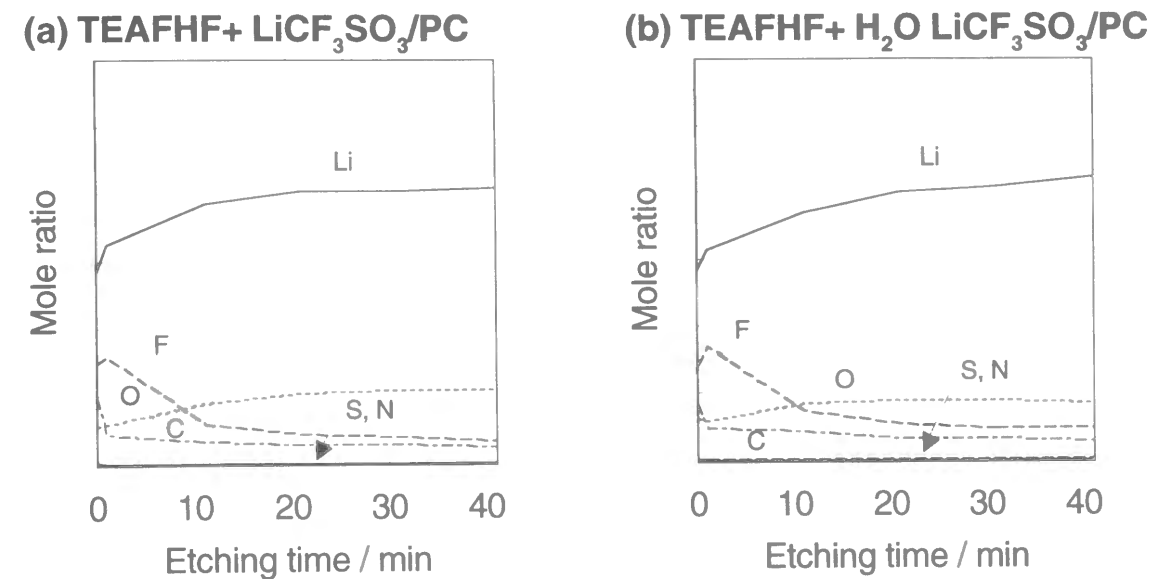 (a) TEAFHF+ LiCF₃SO₃/PC
Mole ratio
Li
F
O
C
S, N
0 10 20 30 40
Etching time / min
(b) TEAFHF+ H₂O LiCF₃SO₃/PC
Mole ratio
Li
F
O
S, N
C
0 10 20 30 40
Etching time / min